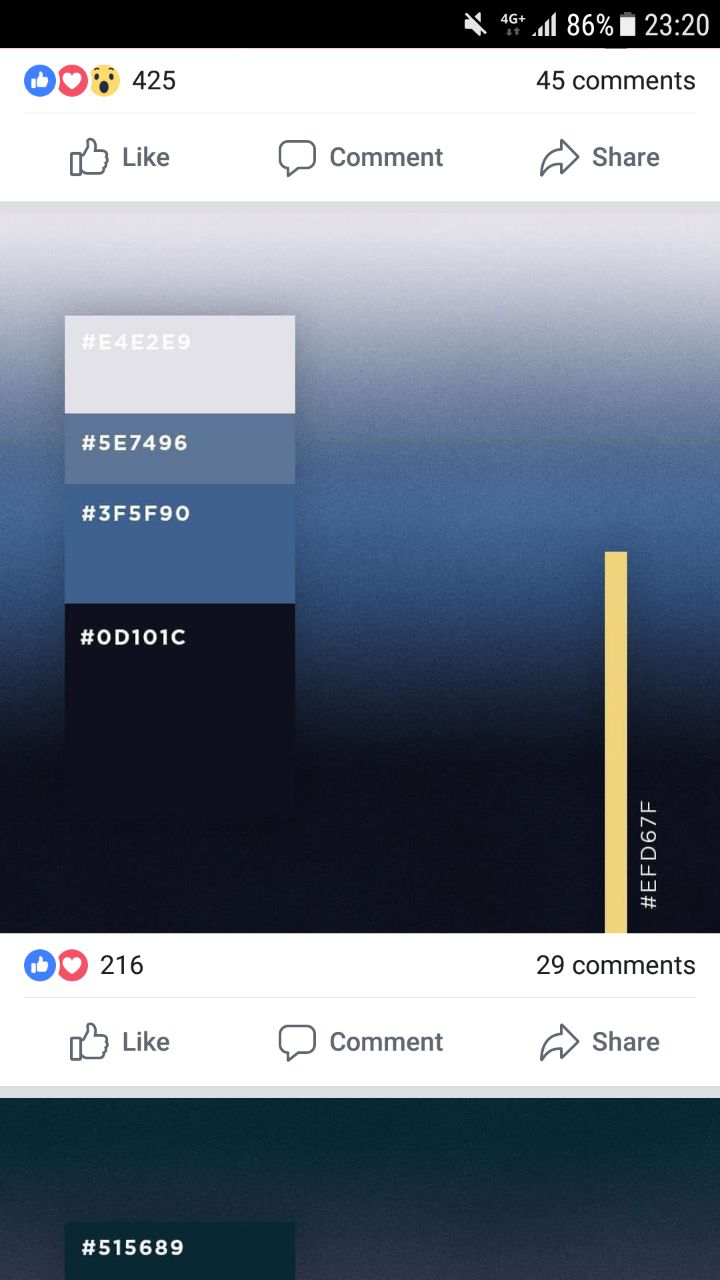 4G+ 86% 23:20
425 45 comments
Like Comment Share
#E4E2E9
#5E7496
#3F5F90
#0D101C
#EFD67F
216 29 comments
Like Comment Share
#515689